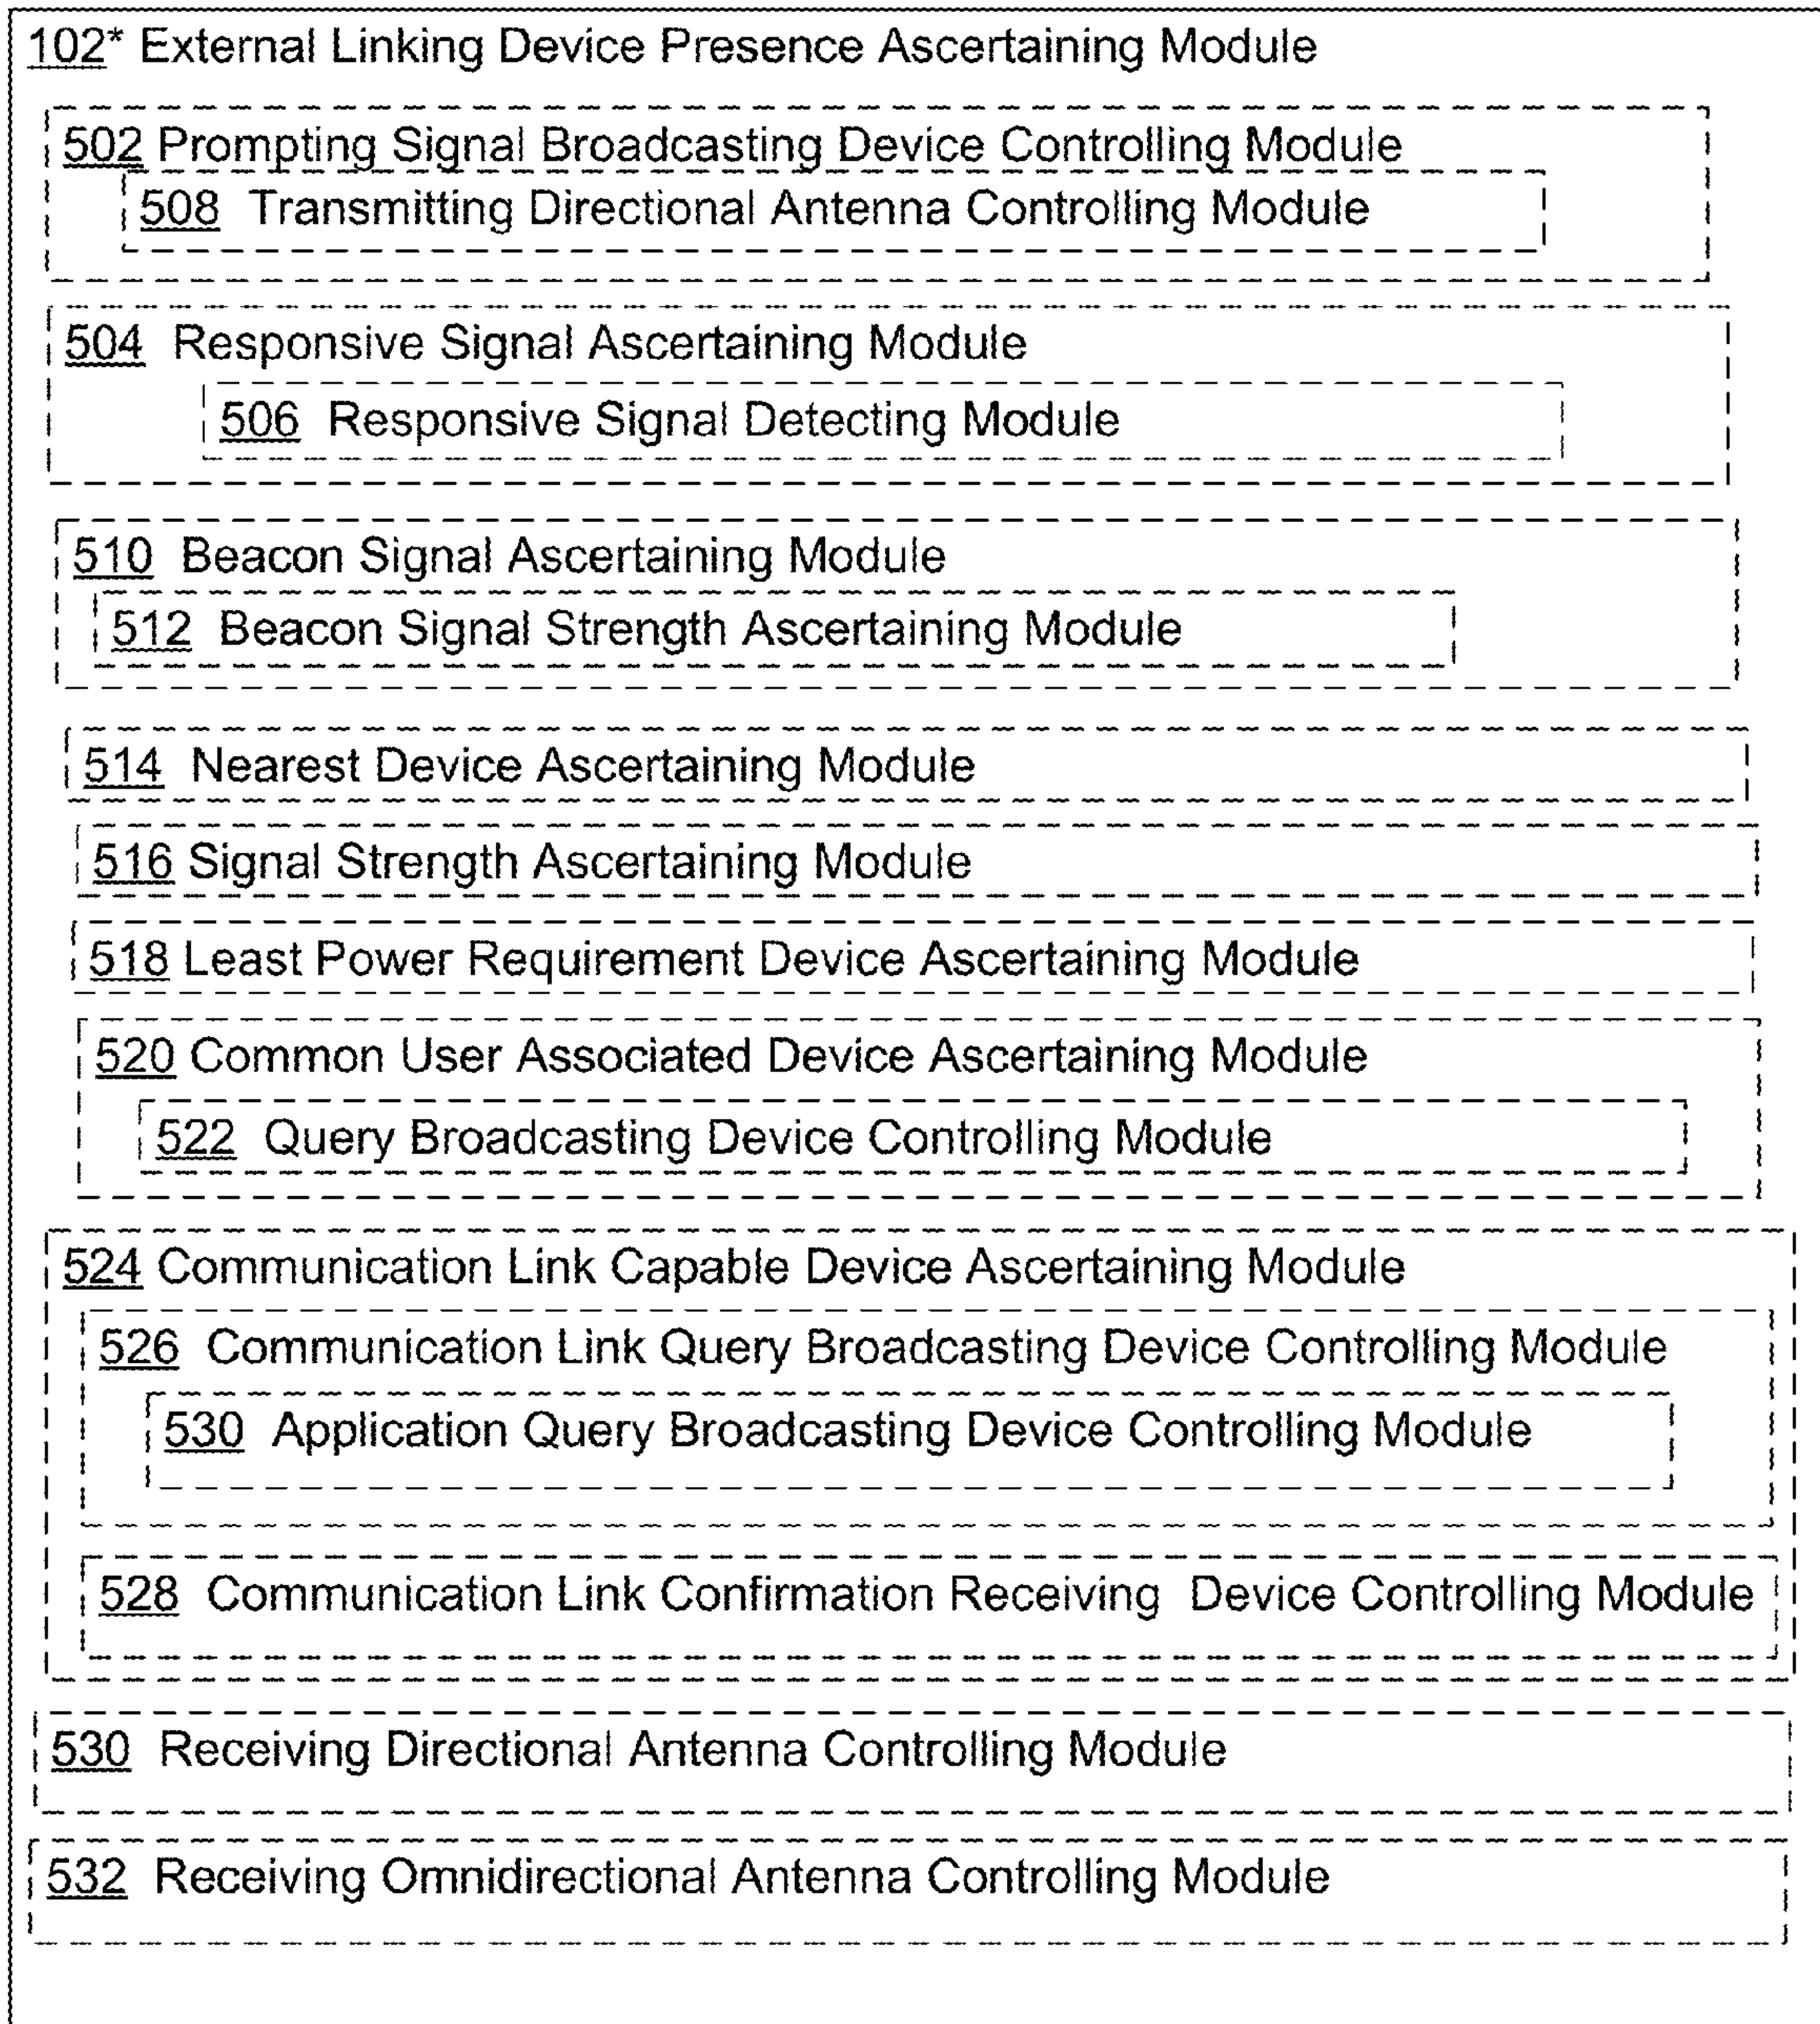 102* External Linking Device Presence Ascertaining Module
502 Prompting Signal Broadcasting Device Controlling Module
508 Transmitting Directional Antenna Controlling Module
504 Responsive Signal Ascertaining Module
506 Responsive Signal Detecting Module
510 Beacon Signal Ascertaining Module
512 Beacon Signal Strength Ascertaining Module
514 Nearest Device Ascertaining Module
516 Signal Strength Ascertaining Module
518 Least Power Requirement Device Ascertaining Module
520 Common User Associated Device Ascertaining Module
522 Query Broadcasting Device Controlling Module
524 Communication Link Capable Device Ascertaining Module
526 Communication Link Query Broadcasting Device Controlling Module
530 Application Query Broadcasting Device Controlling Module
528 Communication Link Confirmation Receiving Device Controlling Module
530 Receiving Directional Antenna Controlling Module
532 Receiving Omnidirectional Antenna Controlling Module